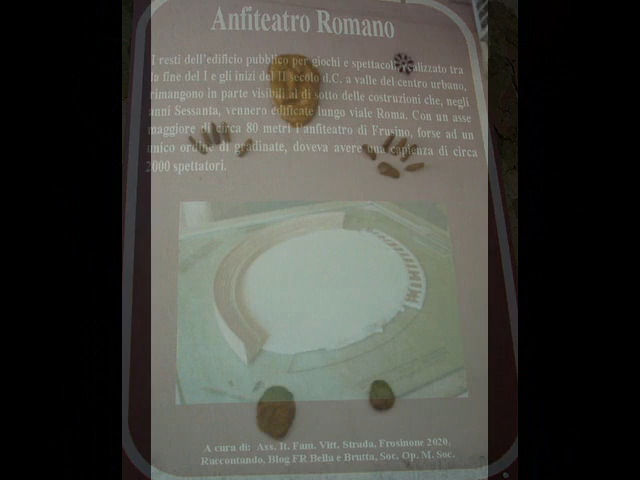 Anfiteatro Romano
I resti dell'edificio pubblico per giochi e spettacoli, realizzato tra
la fine del I e gli inizi del II secolo d.C. a valle del centro urbano,
rimangono in parte visibili al di sotto delle costruzioni che, negli
anni Sessanta, vennero edificate lungo viale Roma. Con un asse
maggiore di circa 80 metri l'anfiteatro di Frusino, forse ad un
unico ordine di gradinate, doveva avere una capienza di circa
2000 spettatori.
A cura di: Ass. It. Fam. Vitt. Strada, Frosinone 2020,
Raccontando, Blog FR Bella e Brutta, Soc. Op. M. Soc.